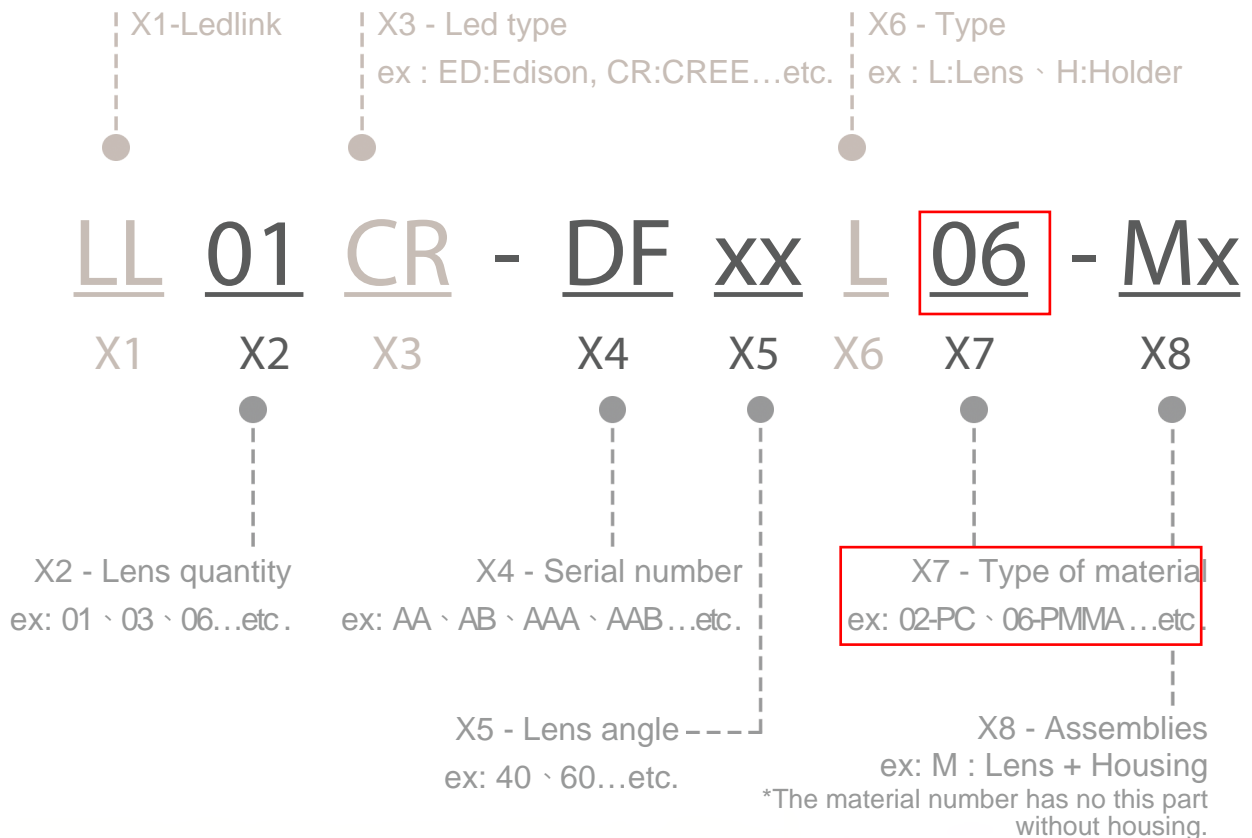 X1-Ledlink
X3 - Led type
ex : ED:Edison, CR:CREE…etc.
X6 - Type
ex : L:Lens、H:Holder
LL 01 CR - DF xx L 06 - Mx
X1 X2 X3 X4 X5 X6 X7 X8
X2 - Lens quantity
ex: 01、03、06…etc.
X4 - Serial number
ex: AA、AB、AAA、AAB…etc.
X7 - Type of material
ex: 02-PC、06-PMMA…etc.
X5 - Lens angle
ex: 40、60…etc.
X8 - Assemblies
ex: M : Lens + Housing
*The material number has no this part
without housing.